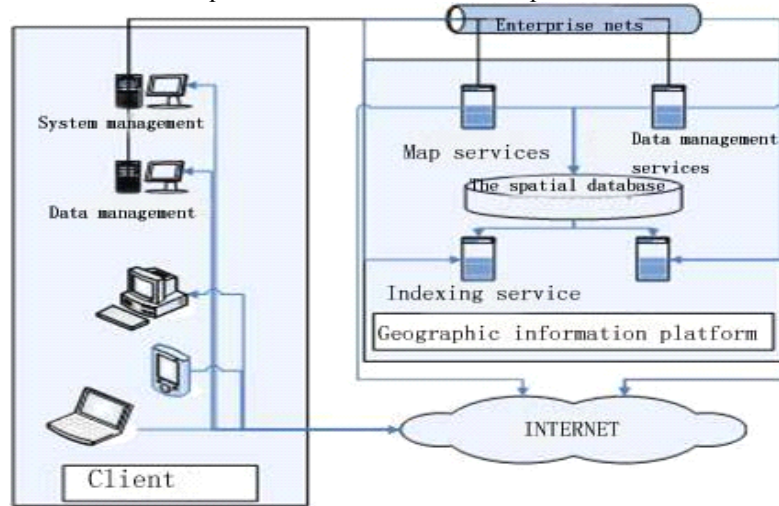 Enterprise nets
System management
Data management
Client
Map services
Data management
services
The spatial database
Indexing service
Geographic information platform
INTERNET